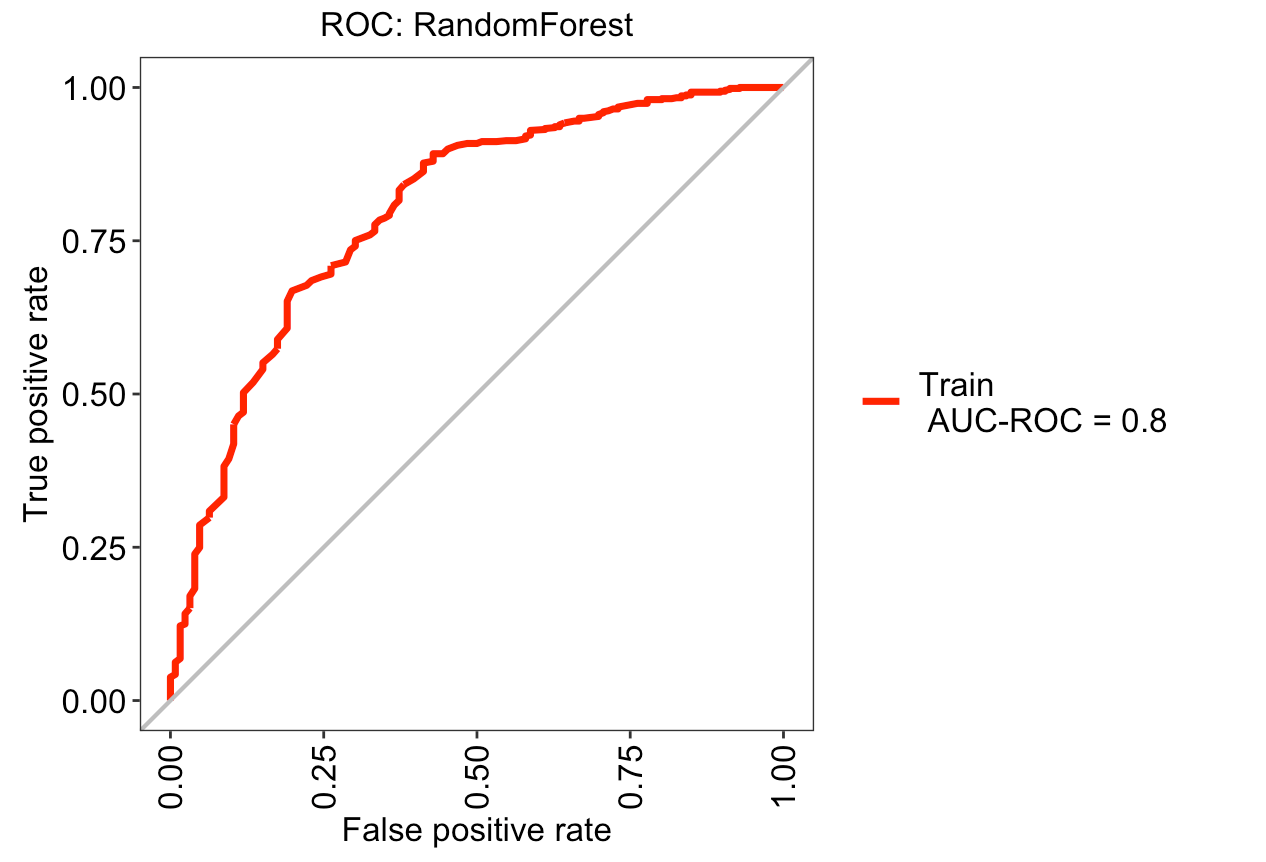 ROC: RandomForest
True positive rate
1.00
0.75
0.50
0.25
0.00
0.00
0.25
0.50
0.75
1.00
False positive rate
Train
AUC-ROC = 0.8